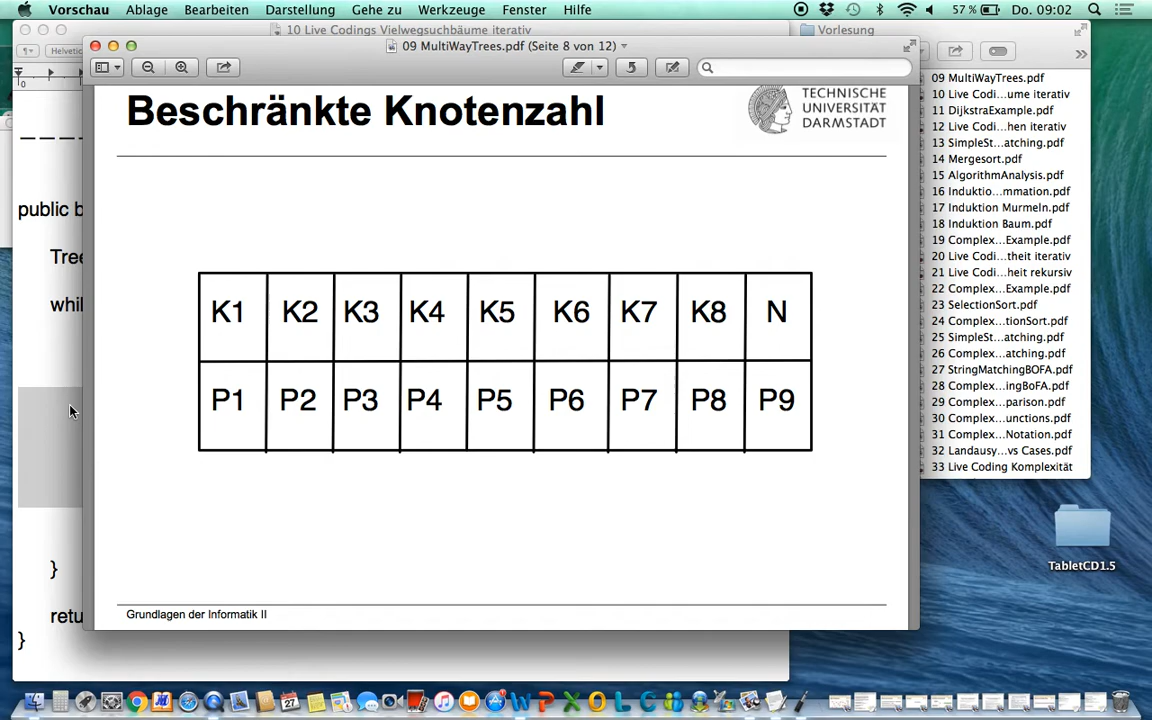 Vorschau Ablage Bearbeiten Darstellung Gehe zu Werkzeuge Fenster Hilfe 57 % Do. 09:02
10 Live Codings Vielwegsuchbäume iterativ
Vorlesung
Helvetic
09 MultiWayTrees.pdf (Seite 8 von 12)
Beschränkte Knotenzahl
TECHNISCHE
UNIVERSITÄT
DARMSTADT
K1 K2 K3 K4 K5 K6 K7 K8 N
P1 P2 P3 P4 P5 P6 P7 P8 P9
Grundlagen der Informatik II
public b
Tree
whil
}
retu
}
09 MultiWayTrees.pdf
10 Live Codi...ume iterativ
11 DijkstraExample.pdf
12 Live Codi...hen iterativ
13 SimpleSt...atching.pdf
14 Mergesort.pdf
15 AlgorithmAnalysis.pdf
16 Induktio...mmation.pdf
17 Induktion Murmeln.pdf
18 Induktion Baum.pdf
19 Complex...Example.pdf
20 Live Codi...theit iterativ
21 Live Codi...heit rekursiv
22 Complex...Example.pdf
23 SelectionSort.pdf
24 Complex...tionSort.pdf
25 SimpleSt...atching.pdf
26 Complex...atching.pdf
27 StringMatchingBOFA.pdf
28 Complex...ingBoFA.pdf
29 Complex...parison.pdf
30 Complex...unctions.pdf
31 Complex...Notation.pdf
32 Landausy...vs Cases.pdf
33 Live Coding Komplexität
TabletCD1.5